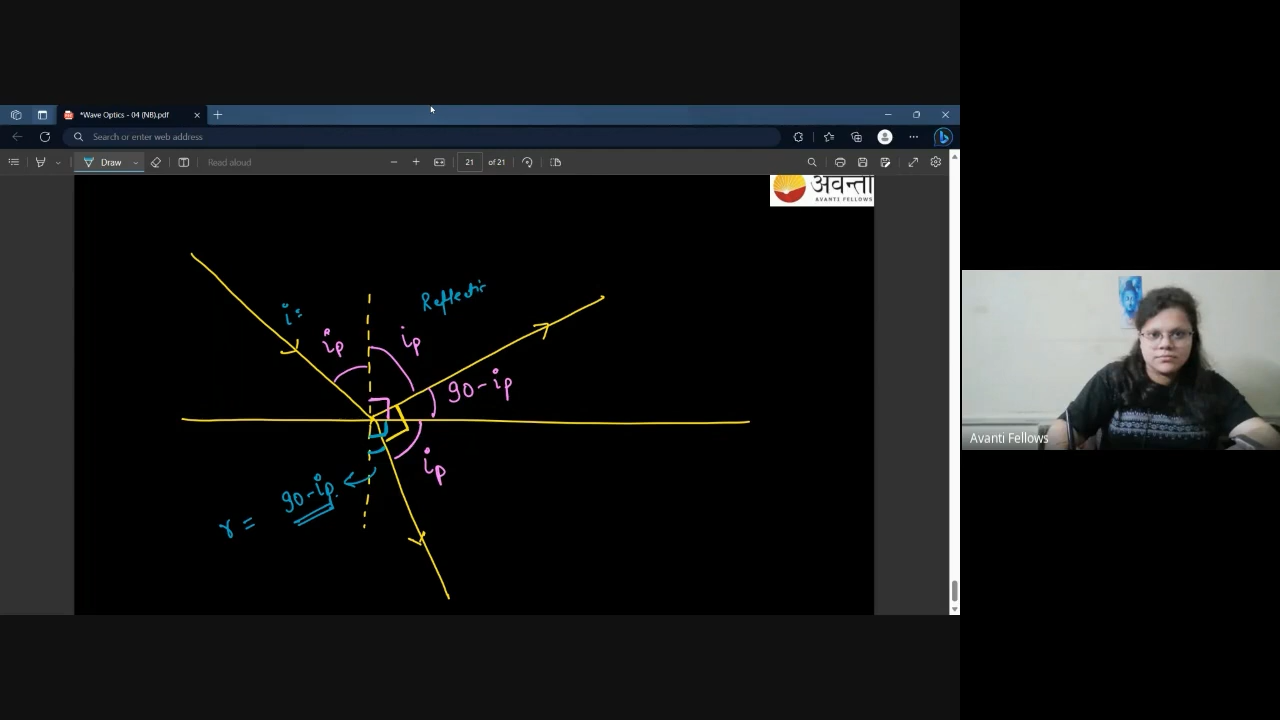 *Wave Optics - 04 (NB).pdf
Search or enter web address
Draw
Read aloud
21 of 21
अवन्ती
AVANTI FELLOWS
Reflectic
i=
ip
ip
90-ip
ip
90-ip.
r =
Avanti Fellows